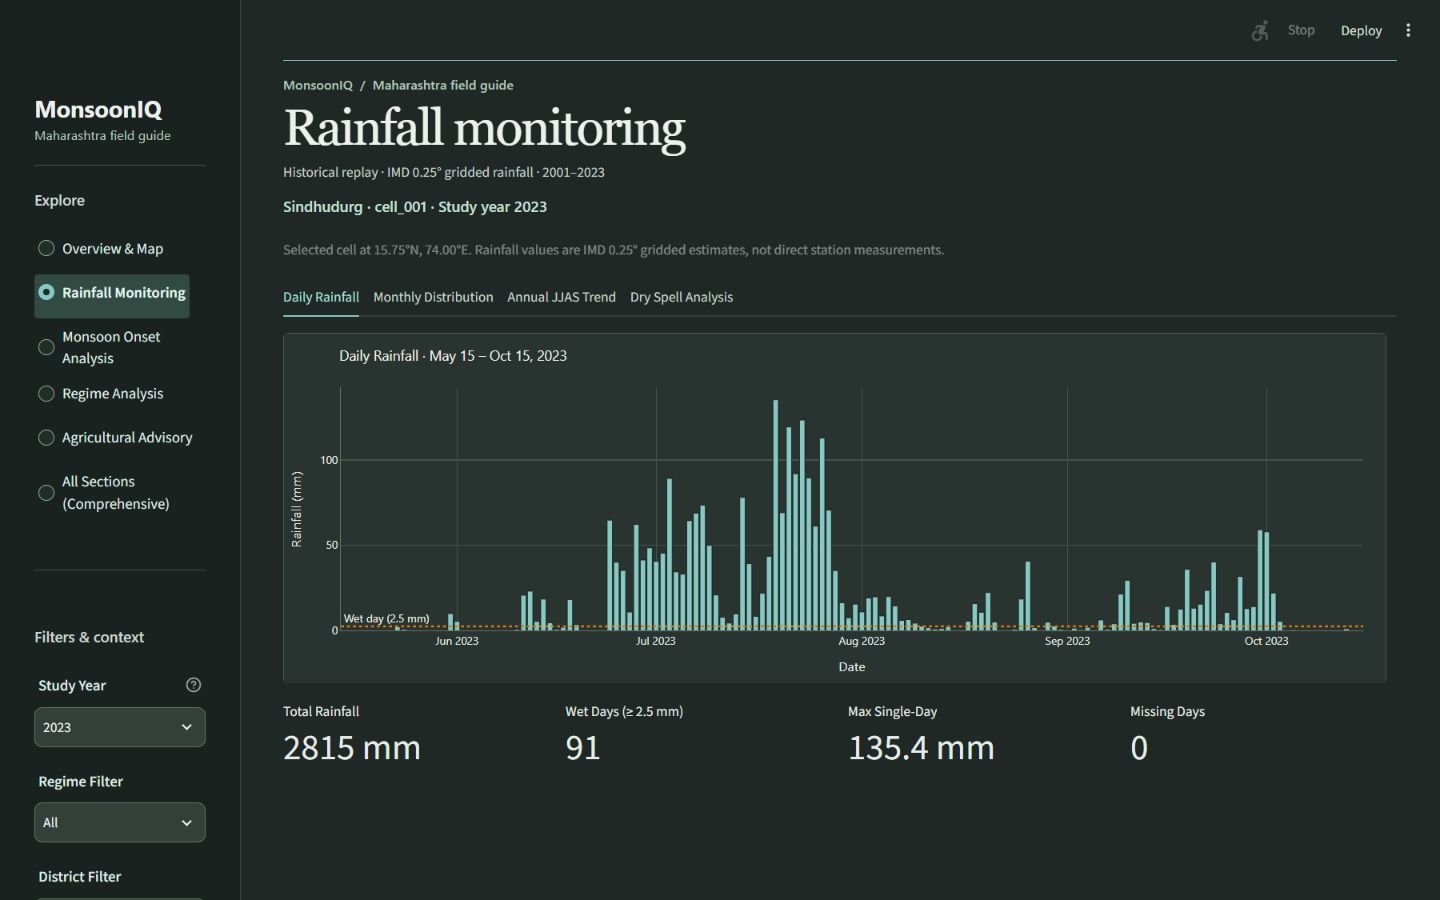 Stop
Deploy
MonsoonIQ
Maharashtra field guide
Explore
Overview & Map
Rainfall Monitoring
Monsoon Onset
Analysis
Regime Analysis
Agricultural Advisory
All Sections
(Comprehensive)
Filters & context
Study Year
2023
Regime Filter
All
District Filter
MonsoonIQ / Maharashtra field guide
Rainfall monitoring
Historical replay · IMD 0.25° gridded rainfall · 2001–2023
Sindhudurg · cell_001 · Study year 2023
Selected cell at 15.75°N, 74.00°E. Rainfall values are IMD 0.25° gridded estimates, not direct station measurements.
Daily Rainfall Monthly Distribution Annual JJAS Trend Dry Spell Analysis
Daily Rainfall · May 15 – Oct 15, 2023
Rainfall (mm)
100
50
0
Wet day (2.5 mm)
Jun 2023 Jul 2023 Aug 2023 Sep 2023 Oct 2023
Date
Total Rainfall
2815 mm
Wet Days (≥ 2.5 mm)
91
Max Single-Day
135.4 mm
Missing Days
0